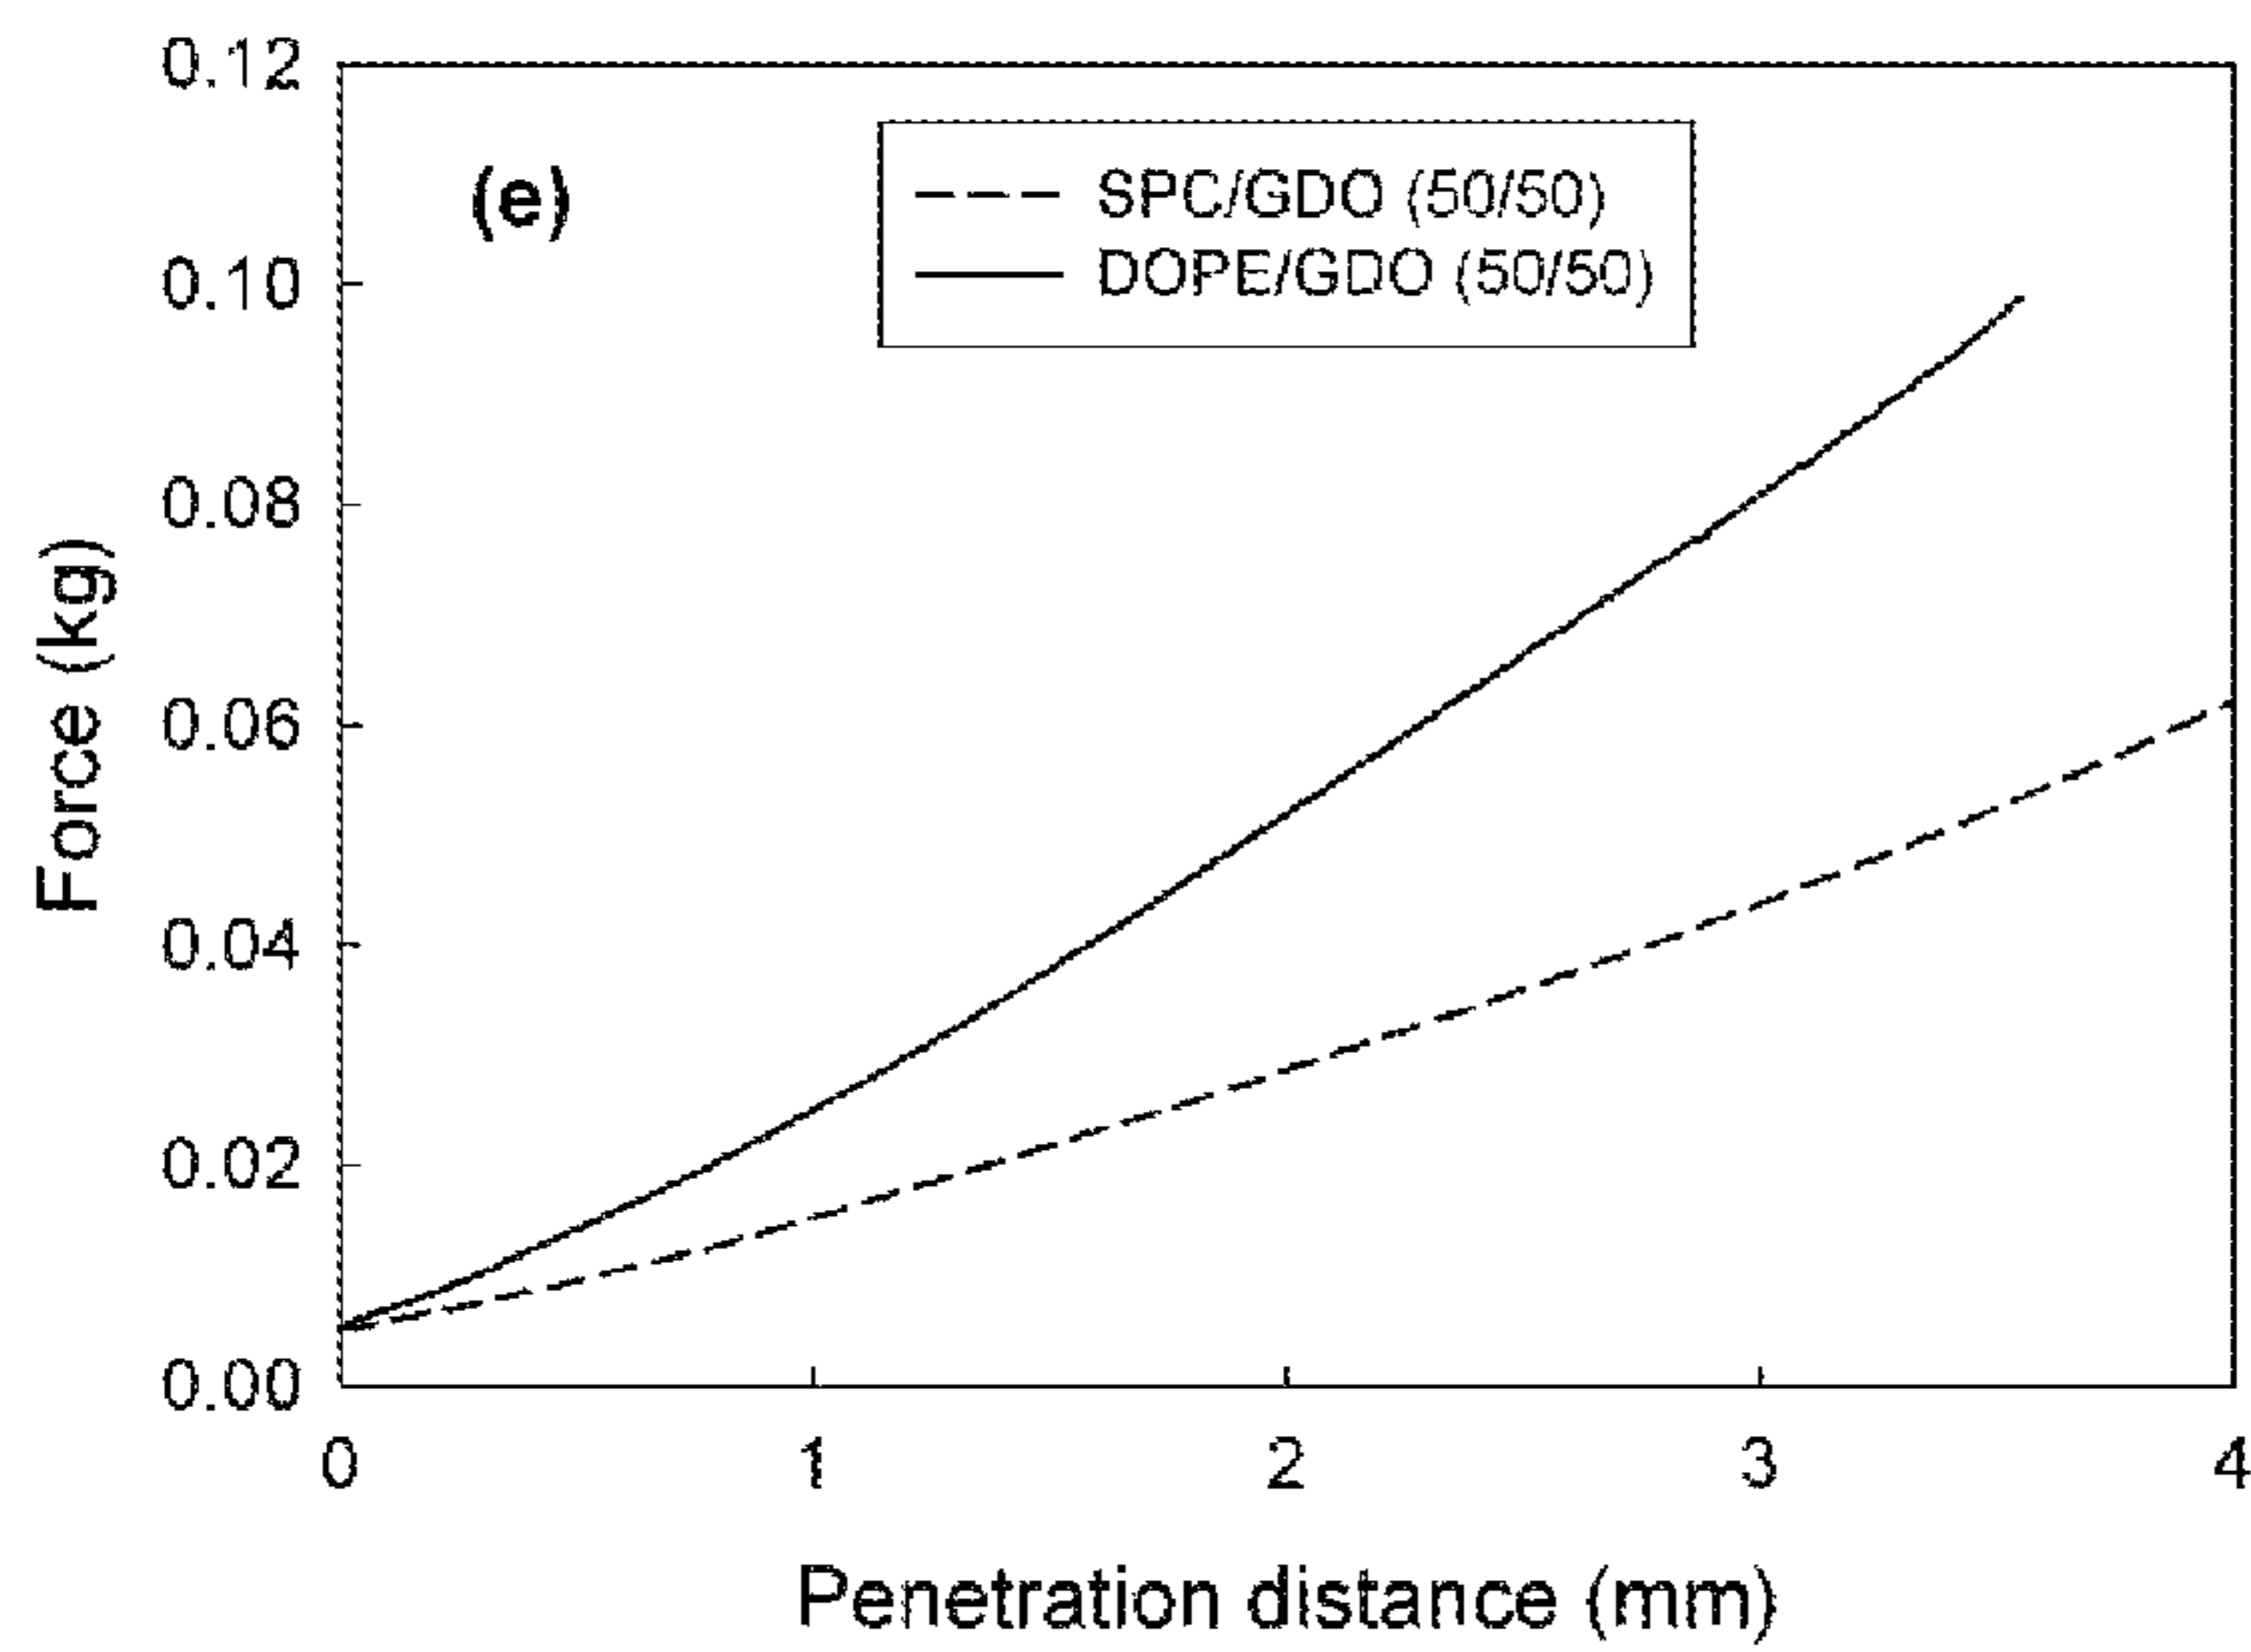 0.12
(e)
SPC/GDO (50/50)
DOPE/GDO (50/50)
0.10
0.08
0.06
0.04
0.02
0.00
Force (kg)
0 1 2 3 4
Penetration distance (mm)